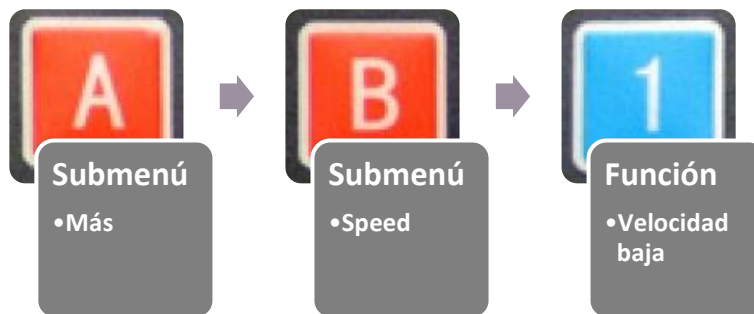 A
Submenú
•Más
B
Submenú
•Speed
1
Función
•Velocidad
baja